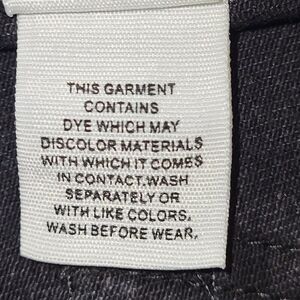 THIS GARMENT
CONTAINS
DYE WHICH MAY
DISCOLOR MATERIALS
WITH WHICH IT COMES
IN CONTACT.WASH
SEPARATELY OR
WITH LIKE COLORS.
WASH BEFORE WEAR.